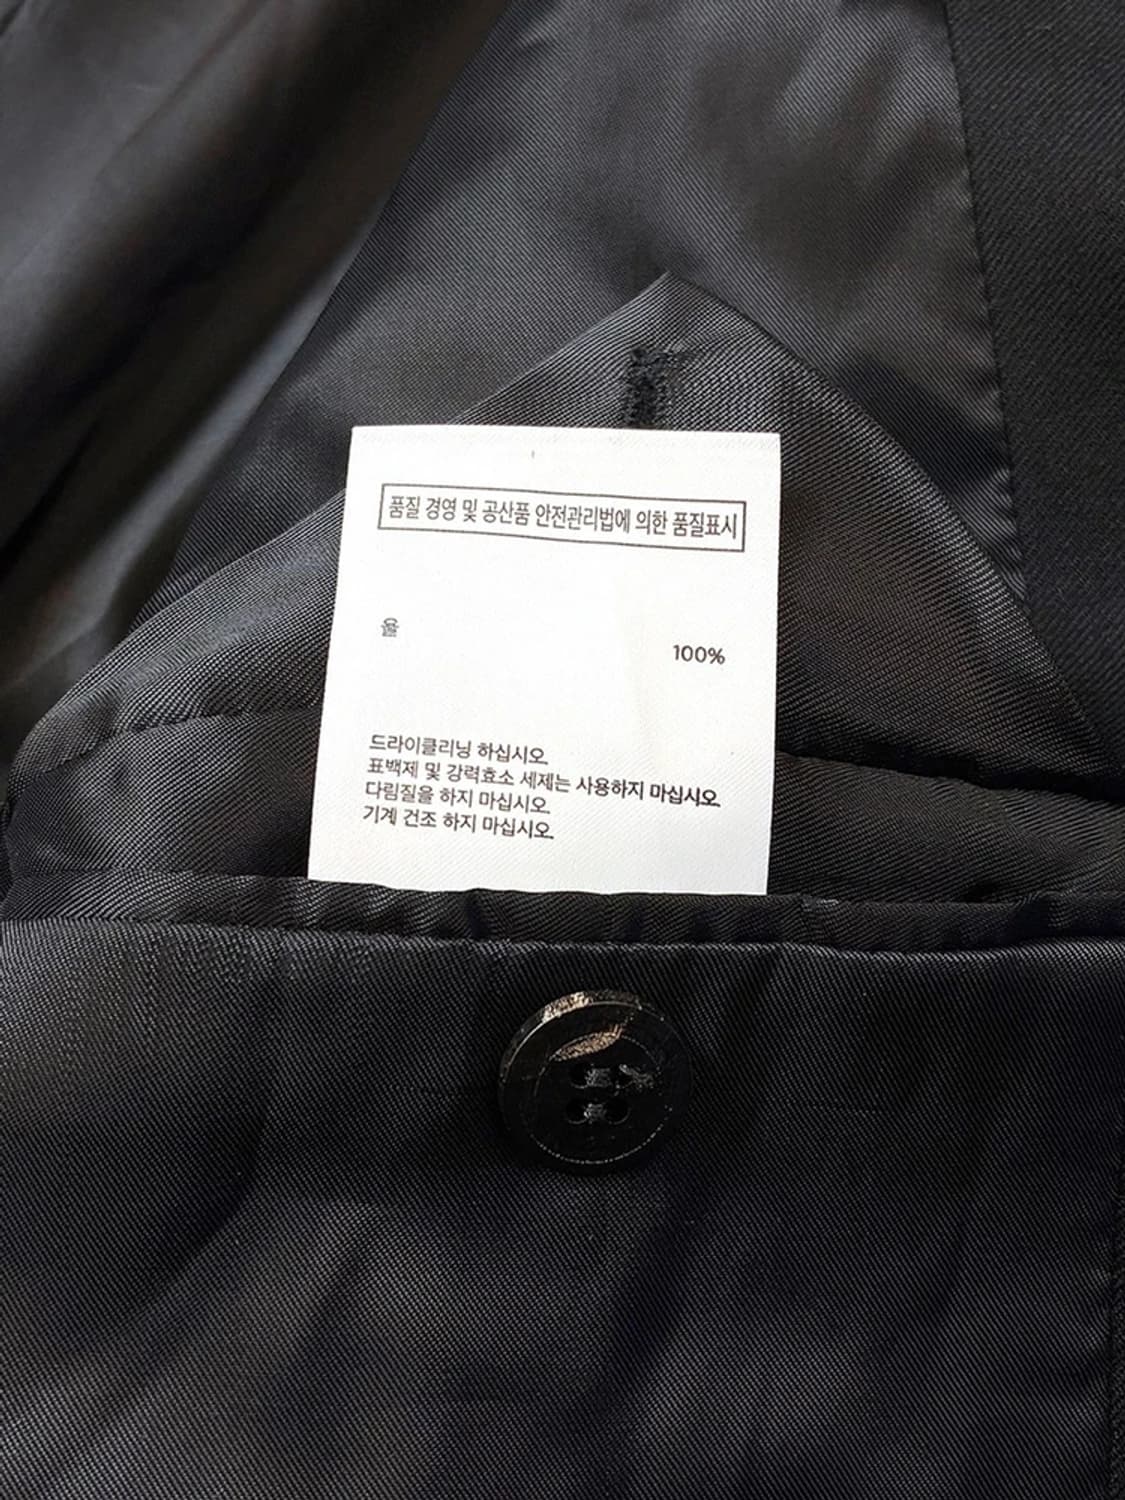 품질 경영 및 공산품 안전관리법에 의한 품질표시
울
100%
드라이클리닝 하십시오.
표백제 및 강력효소 세제는 사용하지 마십시오.
다림질을 하지 마십시오.
기계 건조 하지 마십시오.